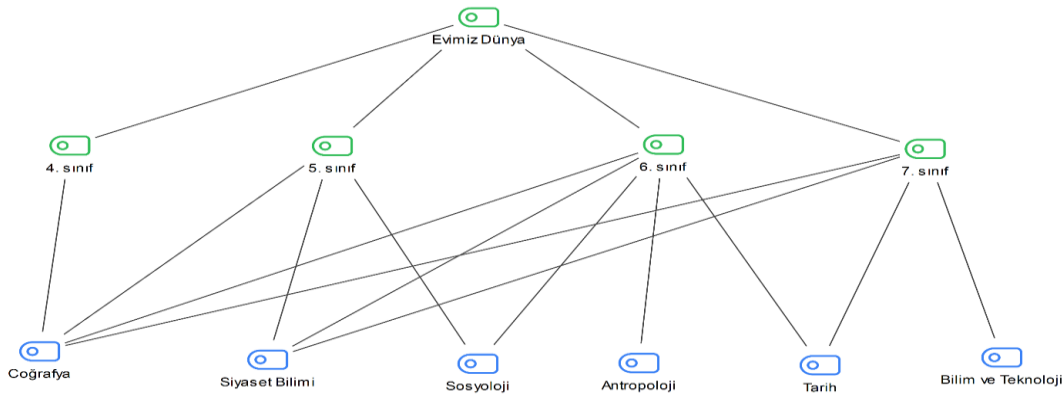 Evimiz Dünya
4. sınıf
5. sınıf
6. sınıf
7. sınıf
Coğrafya
Siyaset Bilimi
Sosyoloji
Antropoloji
Tarih
Bilim ve Teknoloji